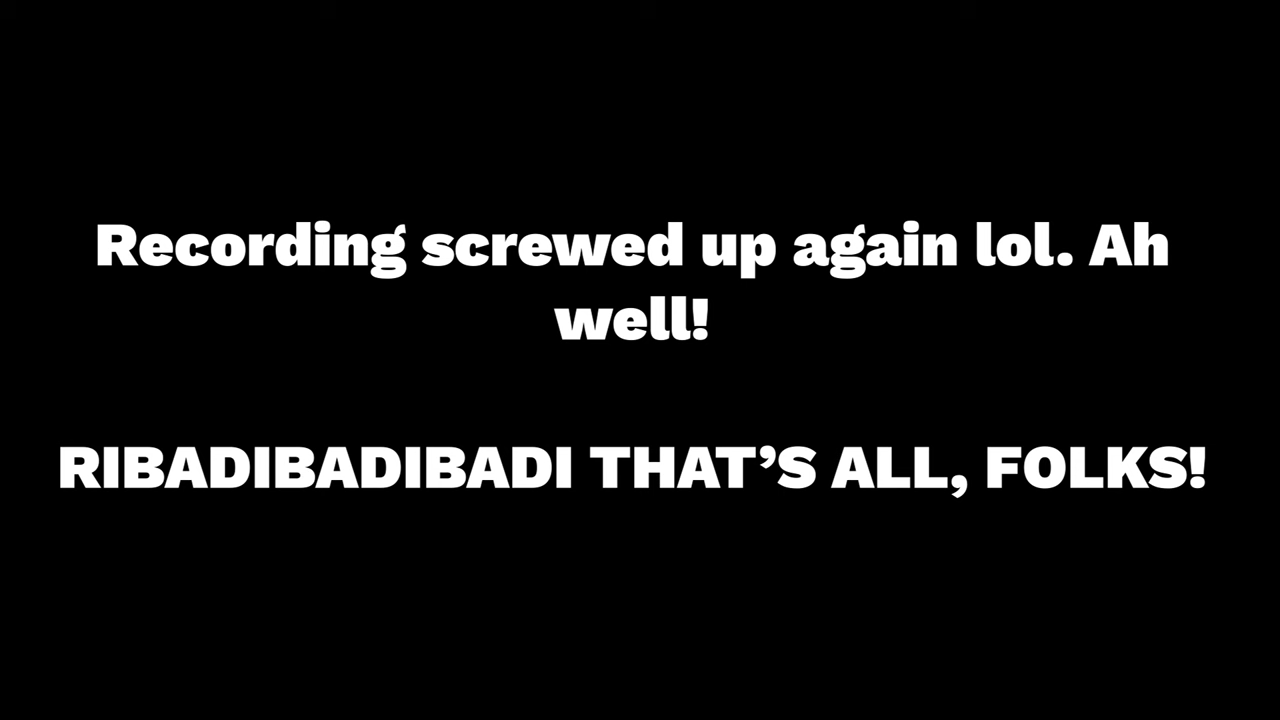 Recording screwed up again lol. Ah
well!
RIBADIBADIBADI THAT’S ALL, FOLKS!